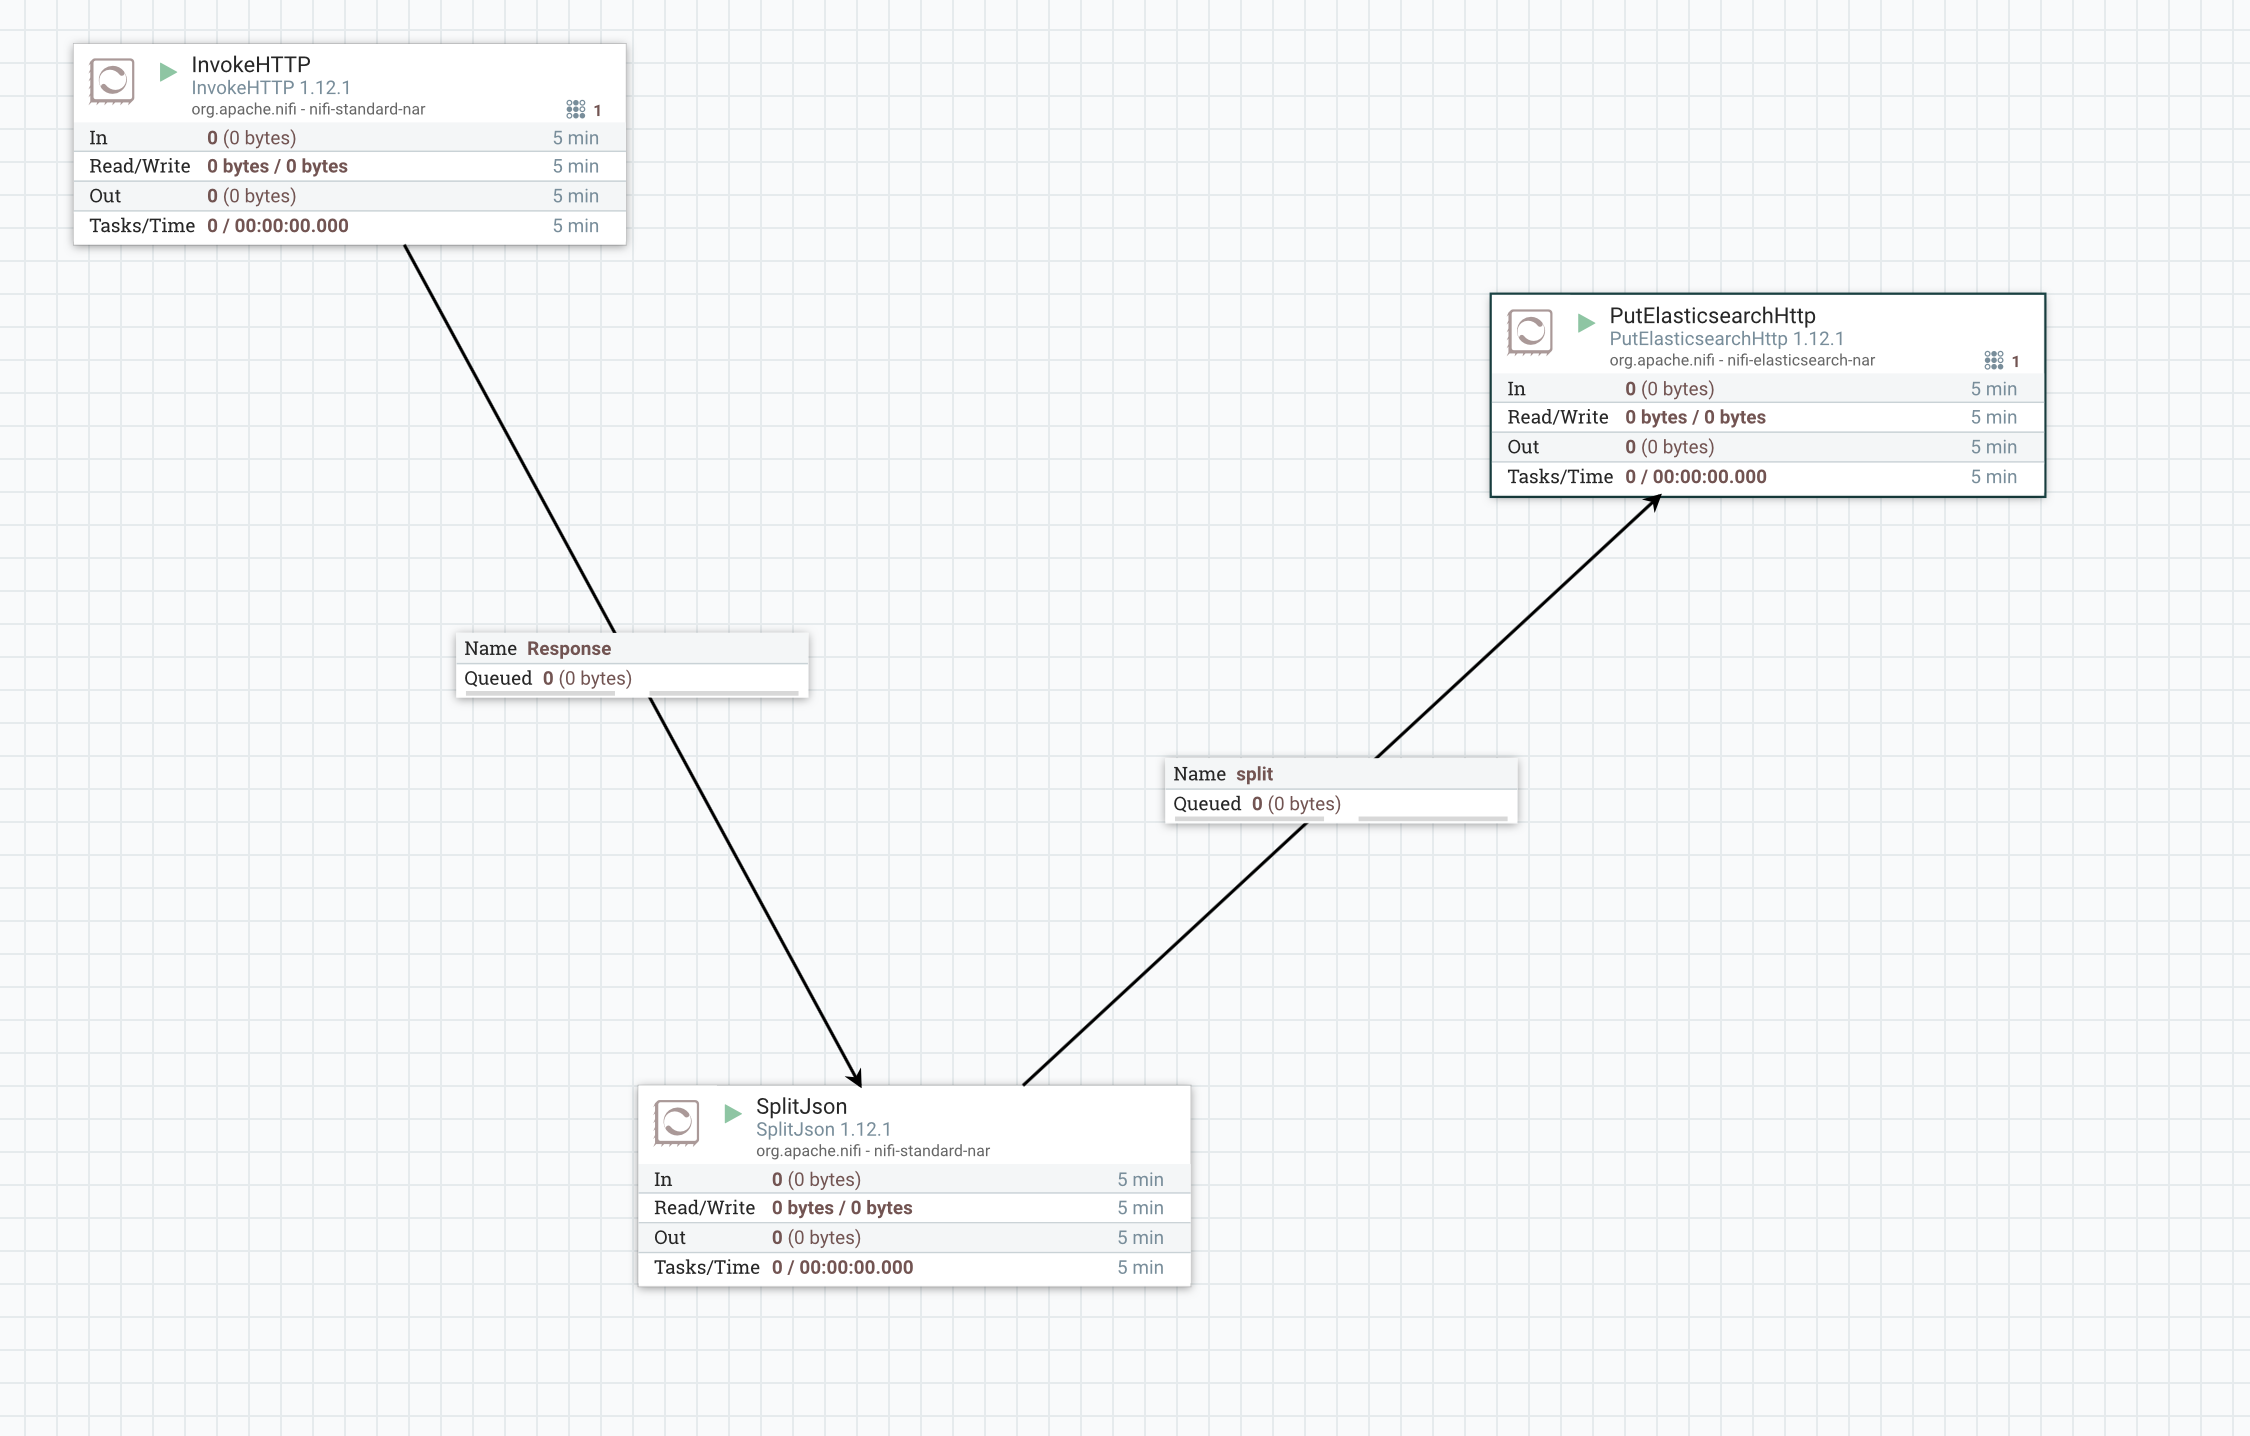 InvokeHTTP
InvokeHTTP 1.12.1
org.apache.nifi - nifi-standard-nar
1
In 0 (0 bytes) 5 min
Read/Write 0 bytes / 0 bytes 5 min
Out 0 (0 bytes) 5 min
Tasks/Time 0 / 00:00:00.000 5 min
Name Response
Queued 0 (0 bytes)
SplitJson
SplitJson 1.12.1
org.apache.nifi - nifi-standard-nar
In 0 (0 bytes) 5 min
Read/Write 0 bytes / 0 bytes 5 min
Out 0 (0 bytes) 5 min
Tasks/Time 0 / 00:00:00.000 5 min
Name split
Queued 0 (0 bytes)
PutElasticsearchHttp
PutElasticsearchHttp 1.12.1
org.apache.nifi - nifi-elasticsearch-nar
1
In 0 (0 bytes) 5 min
Read/Write 0 bytes / 0 bytes 5 min
Out 0 (0 bytes) 5 min
Tasks/Time 0 / 00:00:00.000 5 min